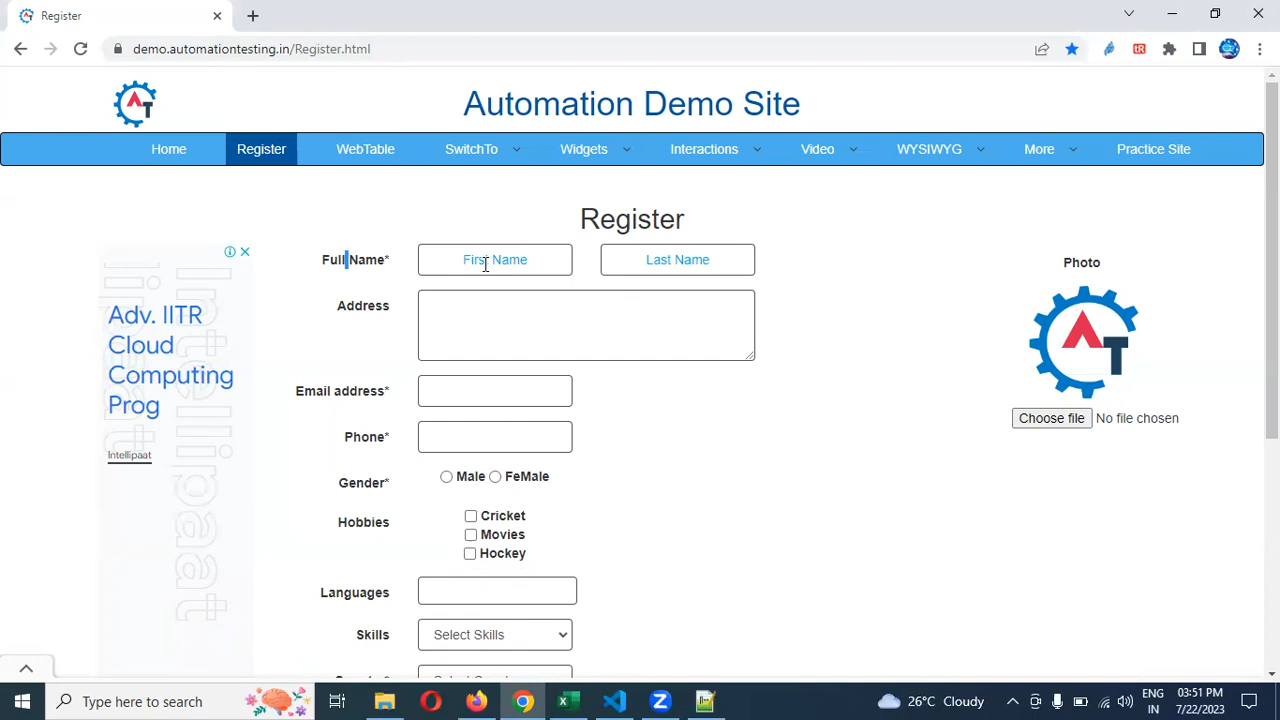 Register
demo.automationtesting.in/Register.html
Automation Demo Site
Home Register WebTable SwitchTo Widgets Interactions Video WYSIWYG More Practice Site
Register
Full Name* First Name Last Name
Photo
Address
Adv. IITR
Cloud
Computing
Prog
Intellipaat
Intellipaat
Email address*
Choose file No file chosen
Phone*
Gender* Male FeMale
Hobbies Cricket
Movies
Hockey
Languages
Skills Select Skills
Type here to search
26°C Cloudy
ENG
IN
03:51 PM
7/22/2023